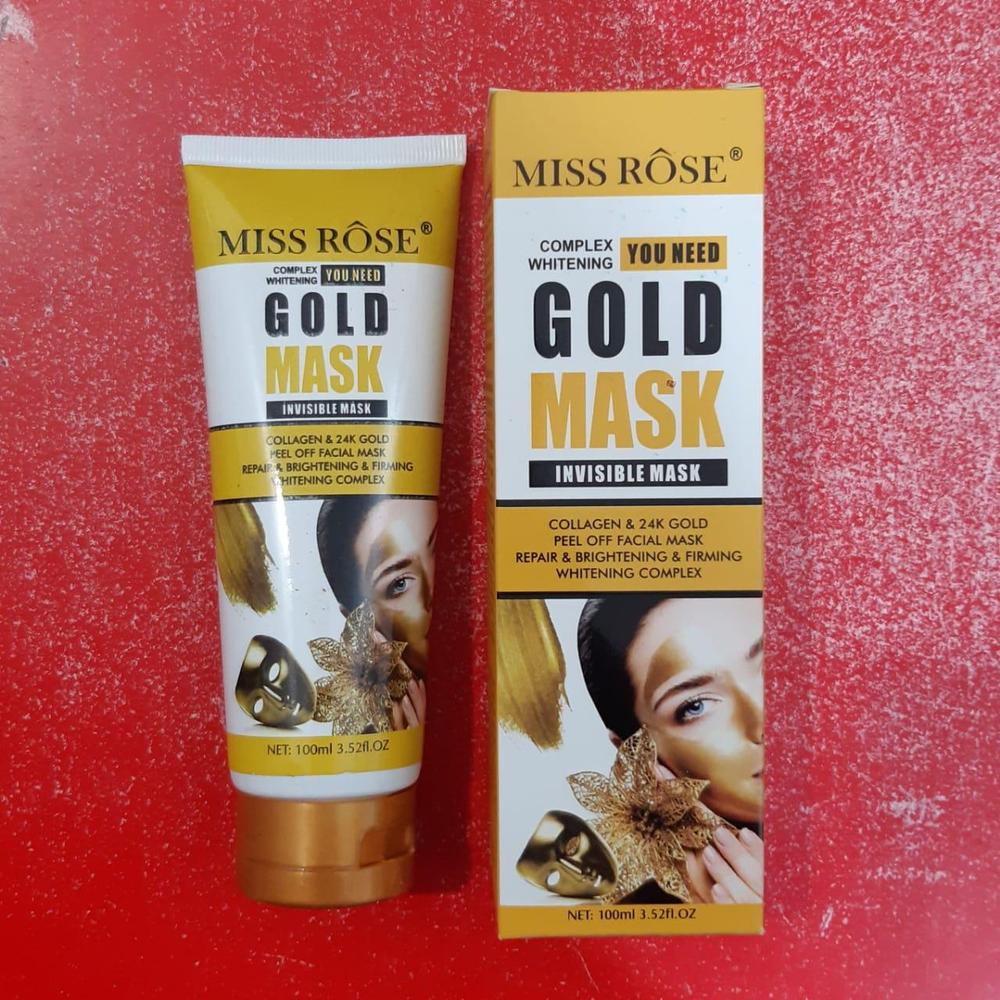 MISS RÔSE®
COMPLEX
WHITENING YOU NEED
GOLD
MASK
INVISIBLE MASK
COLLAGEN & 24K GOLD
PEEL OFF FACIAL MASK
REPAIR & BRIGHTENING & FIRMING
WHITENING COMPLEX
NET: 100ml 3.52fl.OZ
MISS RÔSE®
COMPLEX
WHITENING YOU NEED
GOLD
MASK
INVISIBLE MASK
COLLAGEN & 24K GOLD
PEEL OFF FACIAL MASK
REPAIR & BRIGHTENING & FIRMING
WHITENING COMPLEX
NET: 100ml 3.52fl.OZ